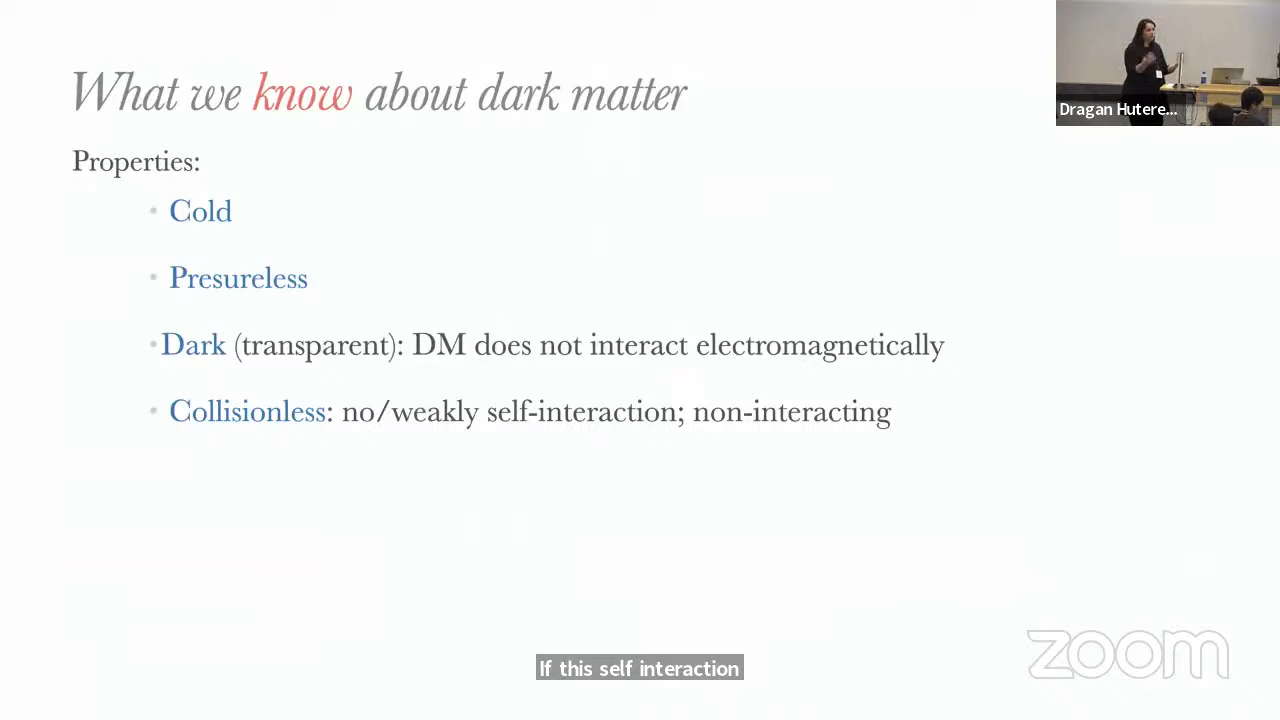 What we know about dark matter
Dragan Hutere...
Properties:
• Cold
• Presureless
• Dark (transparent): DM does not interact electromagnetically
• Collisionless: no/weakly self-interaction; non-interacting
zoom
If this self interaction